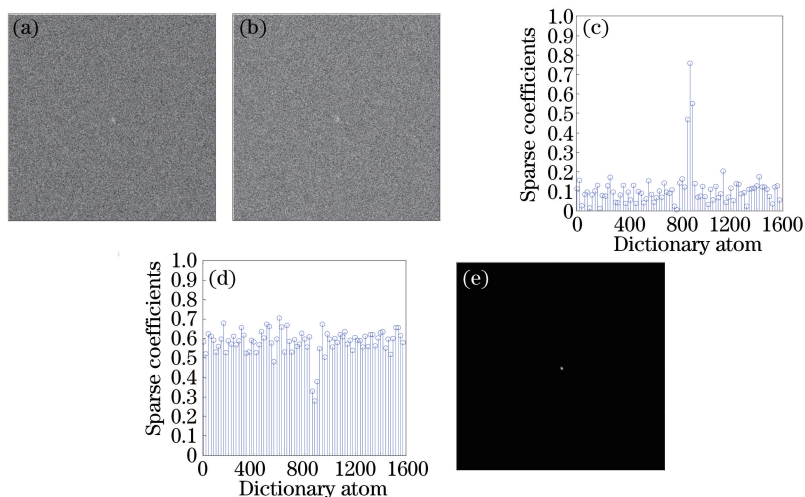 (a)
(b)
(c)
1.0
0.9
0.8
0.7
0.6
0.5
0.4
0.3
0.2
0.1
0
Sparse coefficients
0 400 800 1200 1600
Dictionary atom
(d)
1.0
0.9
0.8
0.7
0.6
0.5
0.4
0.3
0.2
0.1
0
Sparse coefficients
0 400 800 1200 1600
Dictionary atom
(e)